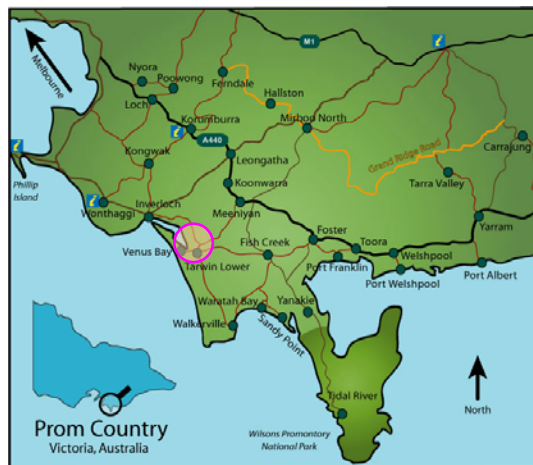 M1
Melbourne
Nyora
Poowong
Ferndale
Loch
Hallston
Korumburra
Mirboo North
A440
Grand Ridge Road
Carrajung
Kongwak
Leongatha
Phillip
Island
Koonwarra
Tarra Valley
Wonthaggi
Inverloch
Meeniyan
Yarram
Foster
Toora
Venus Bay
Fish Creek
Welshpool
Tarwin Lower
Port Franklin
Port Albert
Port Welshpool
Waratah Bay
Yanakie
Walkerville
Sandy Point
Tidal River
North
Prom Country
Victoria, Australia
Wilsons Promontory
National Park
i
i
i
i